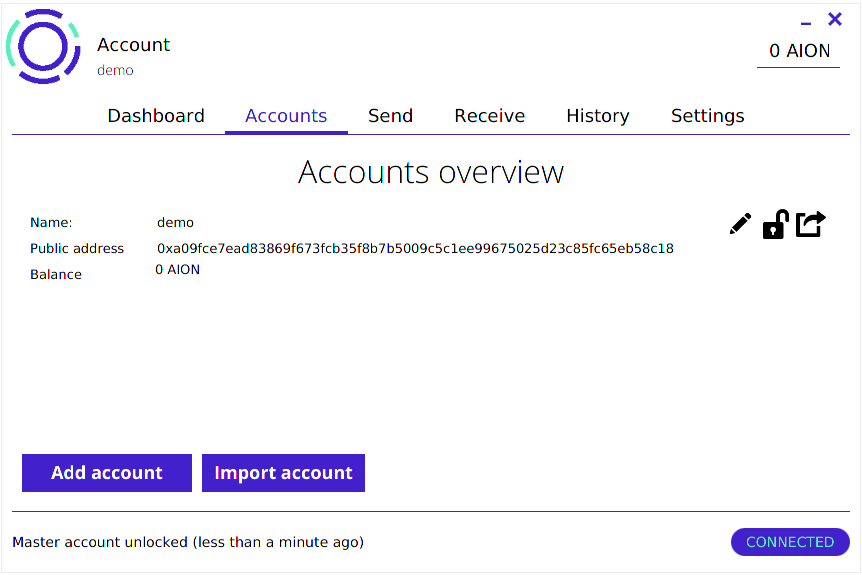 Account
demo
0 AION
Dashboard Accounts Send Receive History Settings
Accounts overview
Name: demo
Public address 0xa09fce7ead83869f673fcb35f8b7b5009c5c1ee99675025d23c85fc65eb58c18
Balance 0 AION
Add account Import account
Master account unlocked (less than a minute ago) CONNECTED